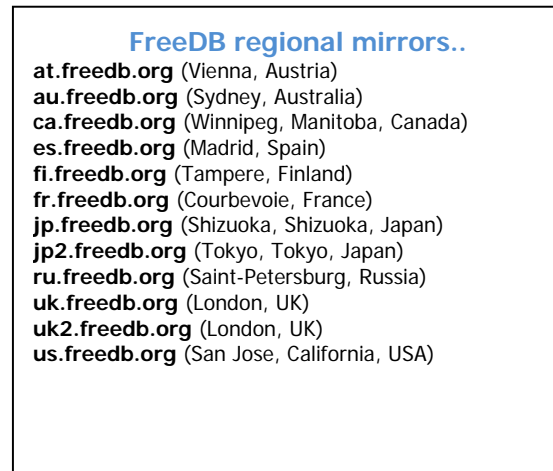 FreeDB regional mirrors..
at.freedb.org (Vienna, Austria)
au.freedb.org (Sydney, Australia)
ca.freedb.org (Winnipeg, Manitoba, Canada)
es.freedb.org (Madrid, Spain)
fi.freedb.org (Tampere, Finland)
fr.freedb.org (Courbevoie, France)
jp.freedb.org (Shizuoka, Shizuoka, Japan)
jp2.freedb.org (Tokyo, Tokyo, Japan)
ru.freedb.org (Saint-Petersburg, Russia)
uk.freedb.org (London, UK)
uk2.freedb.org (London, UK)
us.freedb.org (San Jose, California, USA)